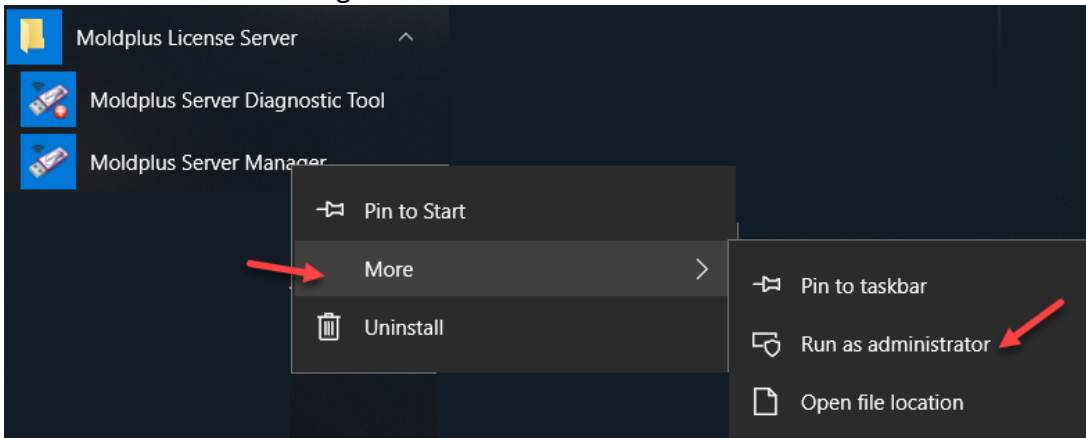 Moldplus License Server
Moldplus Server Diagnostic Tool
Moldplus Server Manager
Pin to Start
More
Uninstall
Pin to taskbar
Run as administrator
Open file location